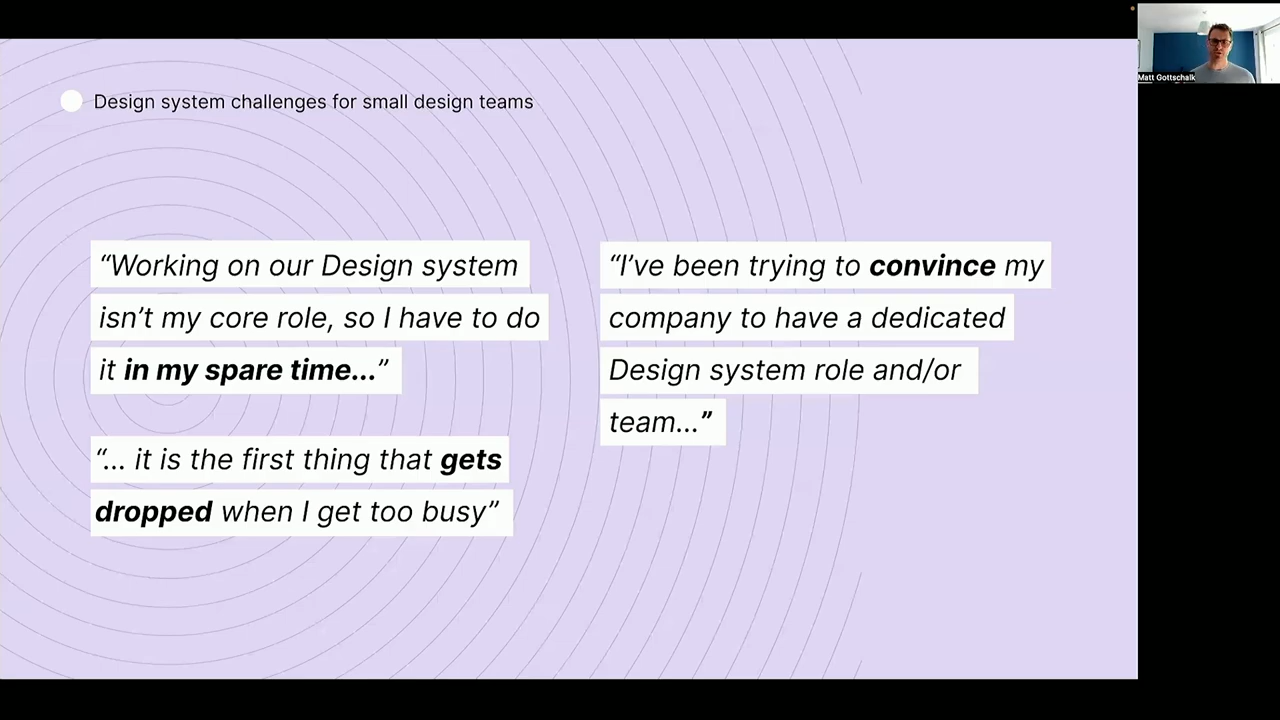 Design system challenges for small design teams
“Working on our Design system
isn’t my core role, so I have to do
it in my spare time...”
“... it is the first thing that gets
dropped when I get too busy”
“I’ve been trying to convince my
company to have a dedicated
Design system role and/or
team...”
Matt Gottschalk